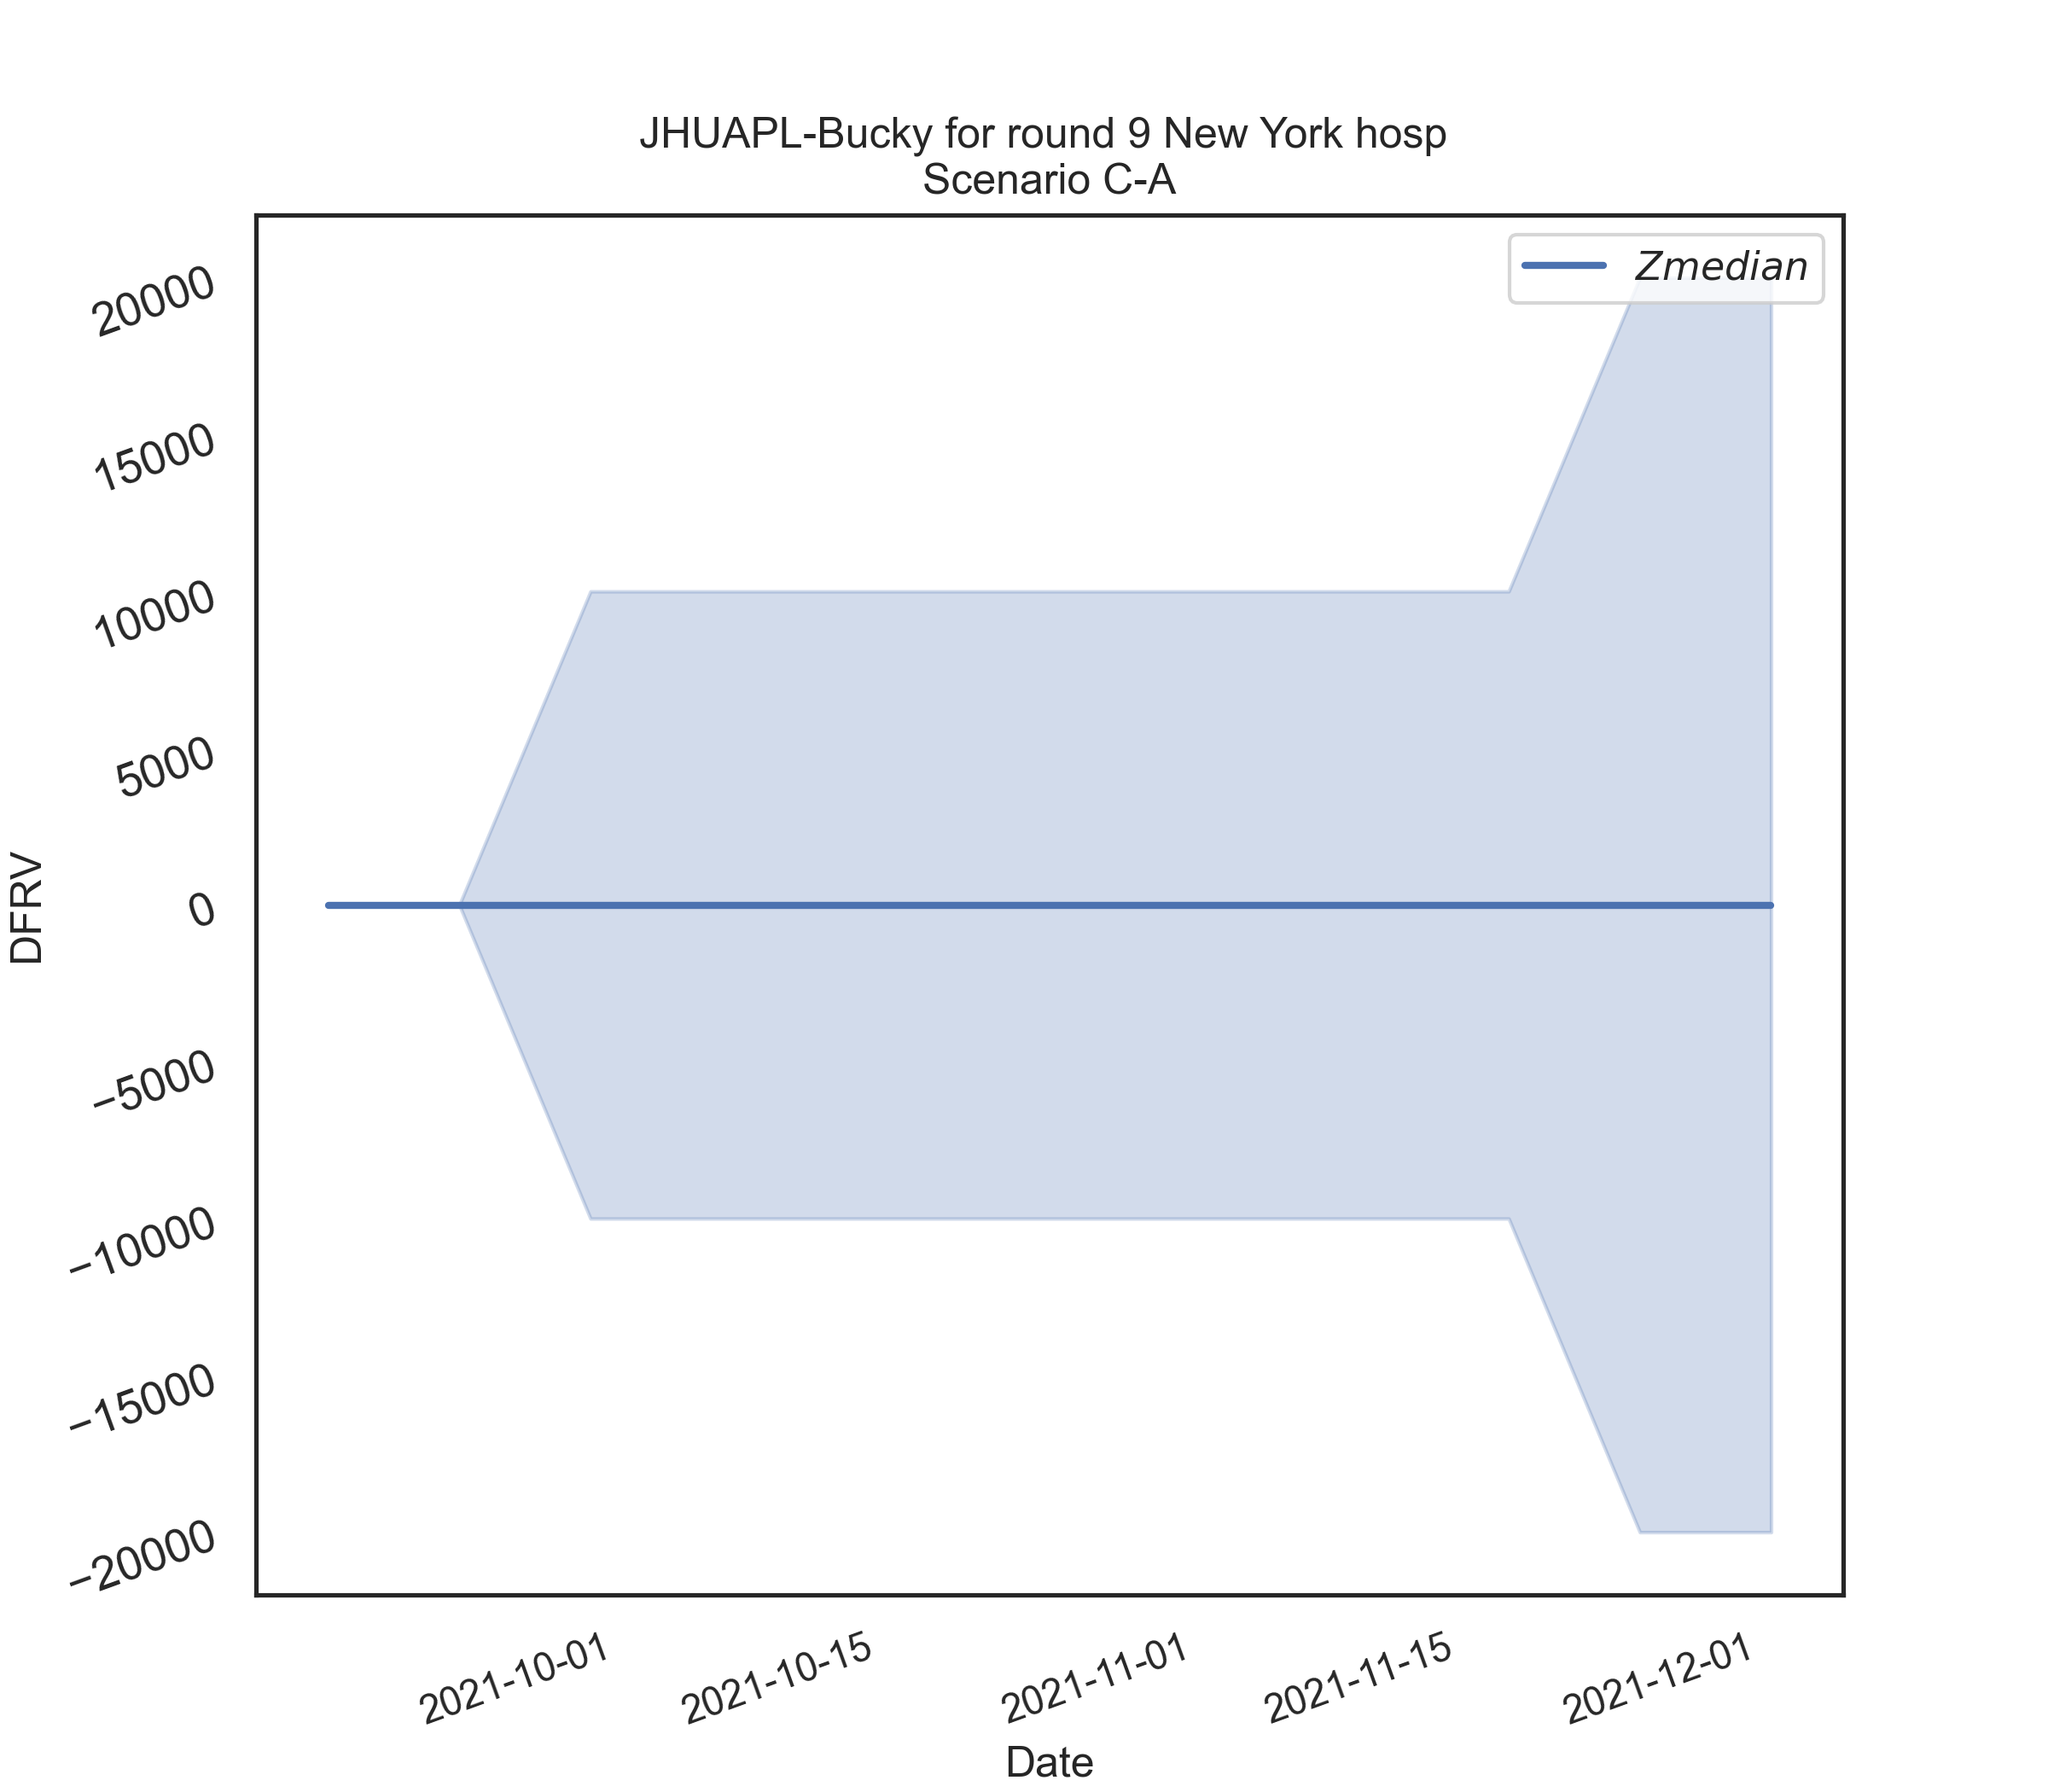 JHUAPL-Bucky for round 9 New York hosp
Scenario C-A
Zmedian
20000
15000
10000
5000
0
−5000
−10000
−15000
−20000
DFRV
2021-10-01
2021-10-15
2021-11-01
2021-11-15
2021-12-01
Date